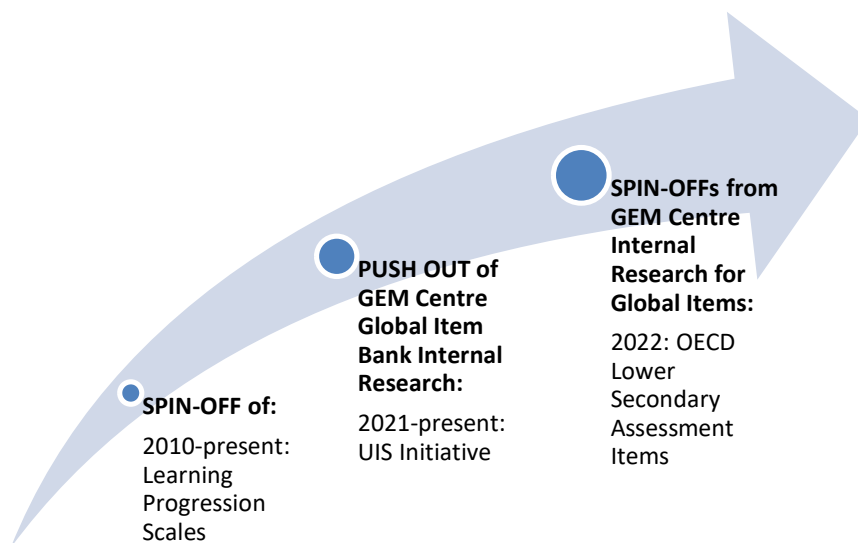 SPIN-OFF of:
2010-present:
Learning
Progression
Scales
PUSH OUT of
GEM Centre
Global Item
Bank Internal
Research:
2021-present:
UIS Initiative
SPIN-OFFs from
GEM Centre
Internal
Research for
Global Items:
2022: OECD
Lower
Secondary
Assessment
Items